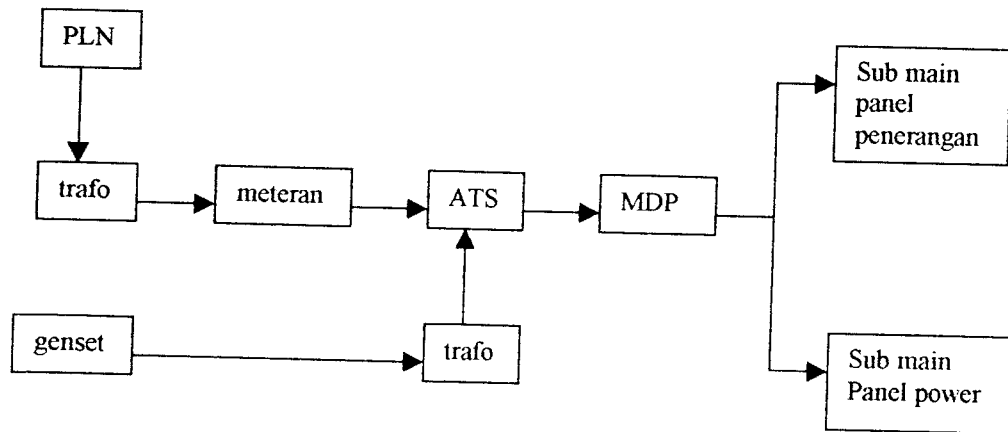 PLN
Sub main
panel
penerangan
trafo
meteran
ATS
MDP
genset
trafo
Sub main
Panel power